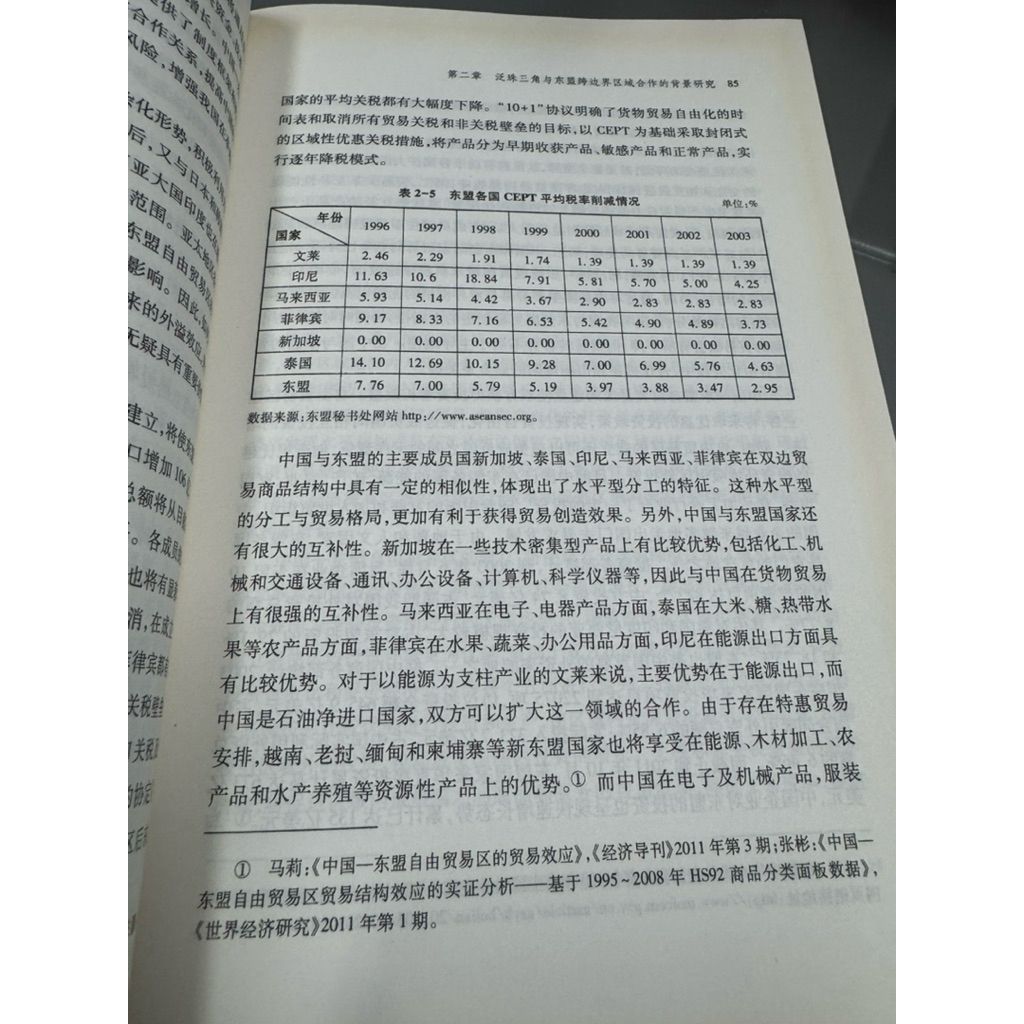 第二章 泛珠三角与东盟跨边界区域合作的背景研究 85
国家的平均关税都有大幅度下降。“10+1”协议明确了货物贸易自由化的时
间表和取消所有贸易关税和非关税壁垒的目标,以 CEPT 为基础采取封闭式
的区域性优惠关税措施,将产品分为早期收获产品、敏感产品和正常产品,实
行逐年降税模式。
表 2-5 东盟各国 CEPT 平均税率削减情况 单位:%
年份 国家 1996 1997 1998 1999 2000 2001 2002 2003
文莱 2.46 2.29 1.91 1.74 1.39 1.39 1.39 1.39
印尼 11.63 10.6 18.84 7.91 5.81 5.70 5.00 4.25
马来西亚 5.93 5.14 4.42 3.67 2.90 2.83 2.83 2.83
菲律宾 9.17 8.33 7.16 6.53 5.42 4.90 4.89 3.73
新加坡 0.00 0.00 0.00 0.00 0.00 0.00 0.00 0.00
泰国 14.10 12.69 10.15 9.28 7.00 6.99 5.76 4.63
东盟 7.76 7.00 5.79 5.19 3.97 3.88 3.47 2.95
数据来源:东盟秘书处网站 http://www.aseansec.org。
中国与东盟的主要成员国新加坡、泰国、印尼、马来西亚、菲律宾在双边贸
易商品结构中具有一定的相似性,体现出了水平型分工的特征。这种水平型
的分工与贸易格局,更加有利于获得贸易创造效果。另外,中国与东盟国家还
有很大的互补性。新加坡在一些技术密集型产品上有比较优势,包括化工、机
械和交通设备、通讯、办公设备、计算机、科学仪器等,因此与中国在货物贸易
上有很强的互补性。马来西亚在电子、电器产品方面,泰国在大米、糖、热带水
果等农产品方面,菲律宾在水果、蔬菜、办公用品方面,印尼在能源出口方面具
有比较优势。对于以能源为支柱产业的文莱来说,主要优势在于能源出口,而
中国是石油净进口国家,双方可以扩大这一领域的合作。由于存在特惠贸易
安排,越南、老挝、缅甸和柬埔寨等新东盟国家也将享受在能源、木材加工、农
产品和水产养殖等资源性产品上的优势。① 而中国在电子及机械产品,服装
① 马莉:《中国—东盟自由贸易区的贸易效应》,《经济导刊》2011 年第 3 期;张彬:《中国—
东盟自由贸易区贸易结构效应的实证分析——基于 1995~2008 年 HS92 商品分类面板数据》,
《世界经济研究》2011 年第 1 期。